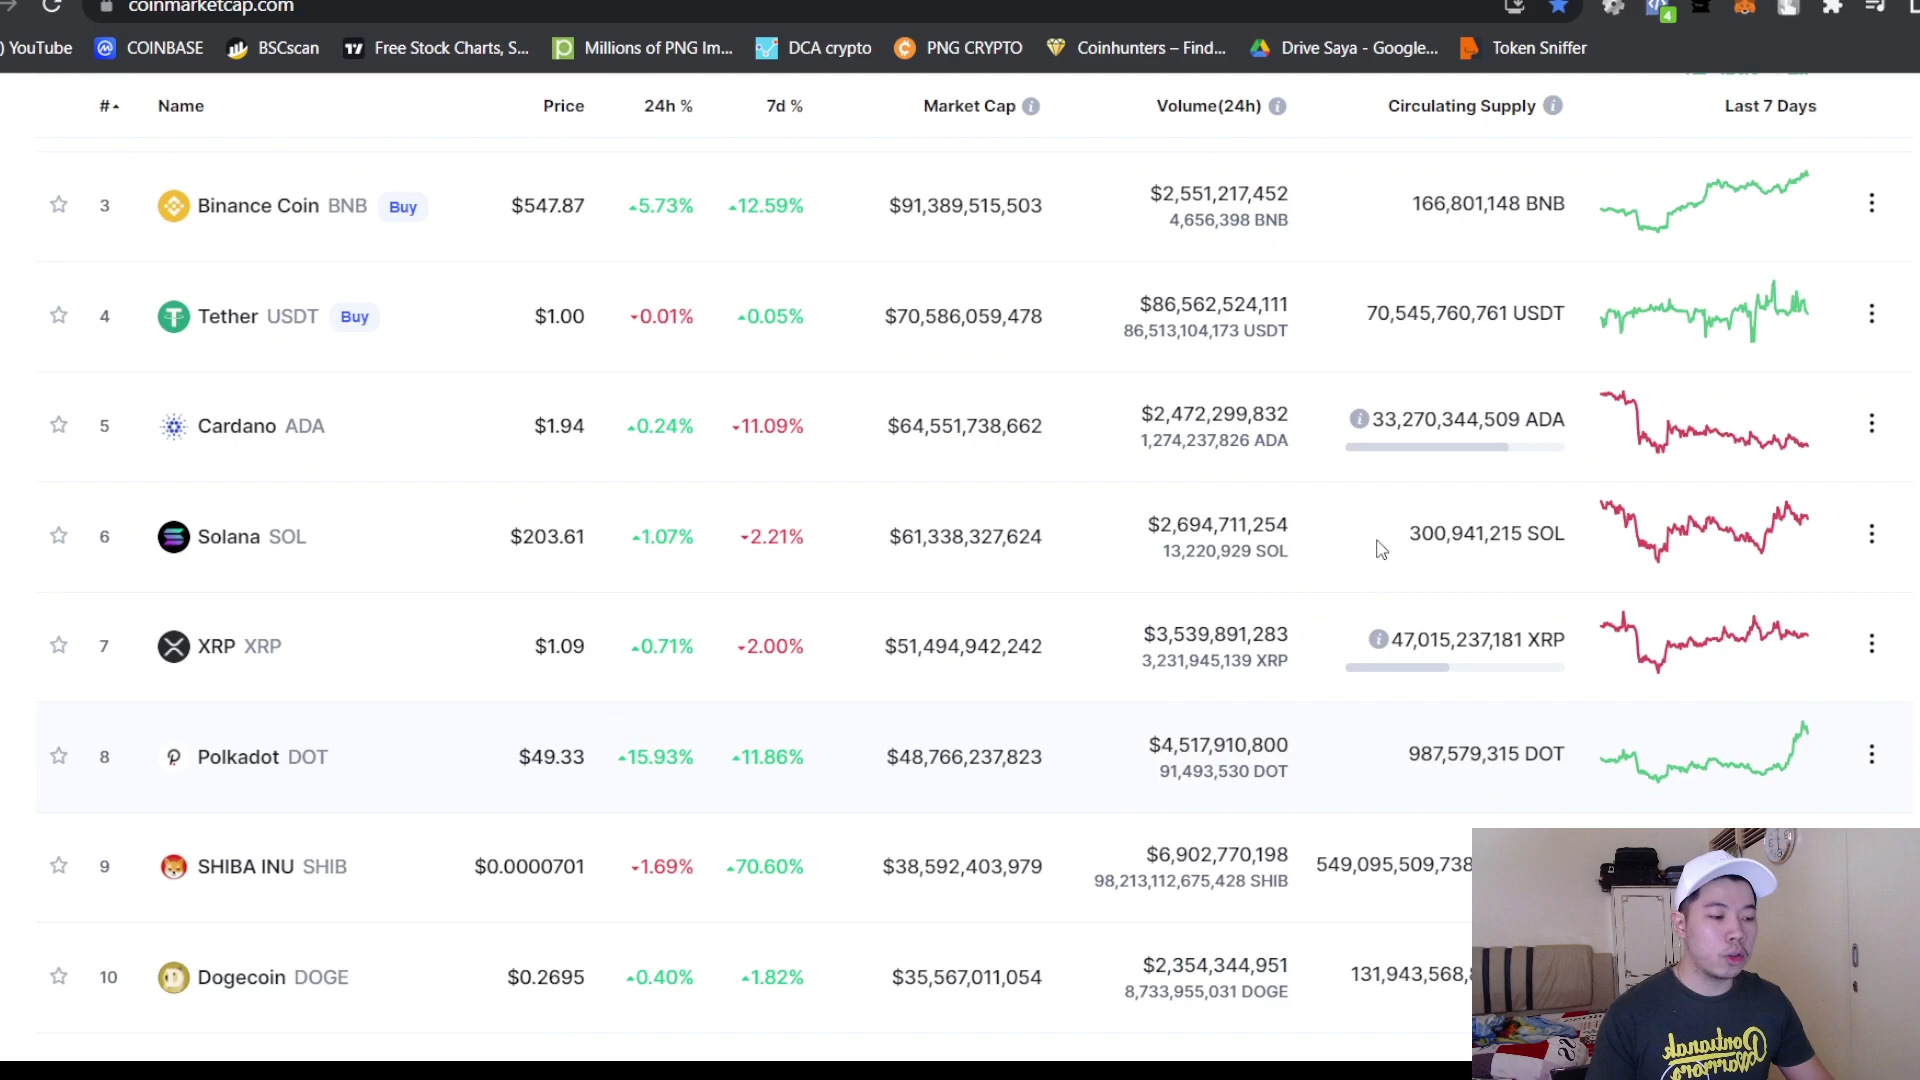 coinmarketcap.com
) YouTube COINBASE BSCscan Free Stock Charts, S... Millions of PNG Im... DCA crypto PNG CRYPTO Coinhunters – Find... Drive Saya - Google... Token Sniffer
# Name Price 24h % 7d % Market Cap Volume(24h) Circulating Supply Last 7 Days
3 Binance Coin BNB Buy $547.87 5.73% 12.59% $91,389,515,503 $2,551,217,452 166,801,148 BNB
4,656,398 BNB
4 Tether USDT Buy $1.00 0.01% 0.05% $70,586,059,478 $86,562,524,111 70,545,760,761 USDT
86,513,104,173 USDT
5 Cardano ADA $1.94 0.24% 11.09% $64,551,738,662 $2,472,299,832 33,270,344,509 ADA
1,274,237,826 ADA
6 Solana SOL $203.61 1.07% 2.21% $61,338,327,624 $2,694,711,254 300,941,215 SOL
13,220,929 SOL
7 XRP XRP $1.09 0.71% 2.00% $51,494,942,242 $3,539,891,283 47,015,237,181 XRP
3,231,945,139 XRP
8 Polkadot DOT $49.33 15.93% 11.86% $48,766,237,823 $4,517,910,800 987,579,315 DOT
91,493,530 DOT
9 SHIBA INU SHIB $0.0000701 1.69% 70.60% $38,592,403,979 $6,902,770,198 549,095,509,738
98,213,112,675,428 SHIB
10 Dogecoin DOGE $0.2695 0.40% 1.82% $35,567,011,054 $2,354,344,951 131,943,568,
8,733,955,031 DOGE
Pontianak
Warriors